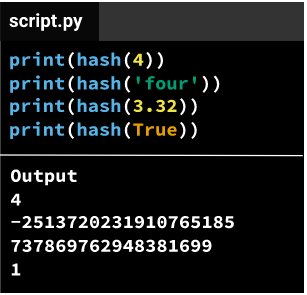 script.py
print(hash(4))
print(hash('four'))
print(hash(3.32))
print(hash(True))
Output
4
-2513720231910765185
737869762948381699
1